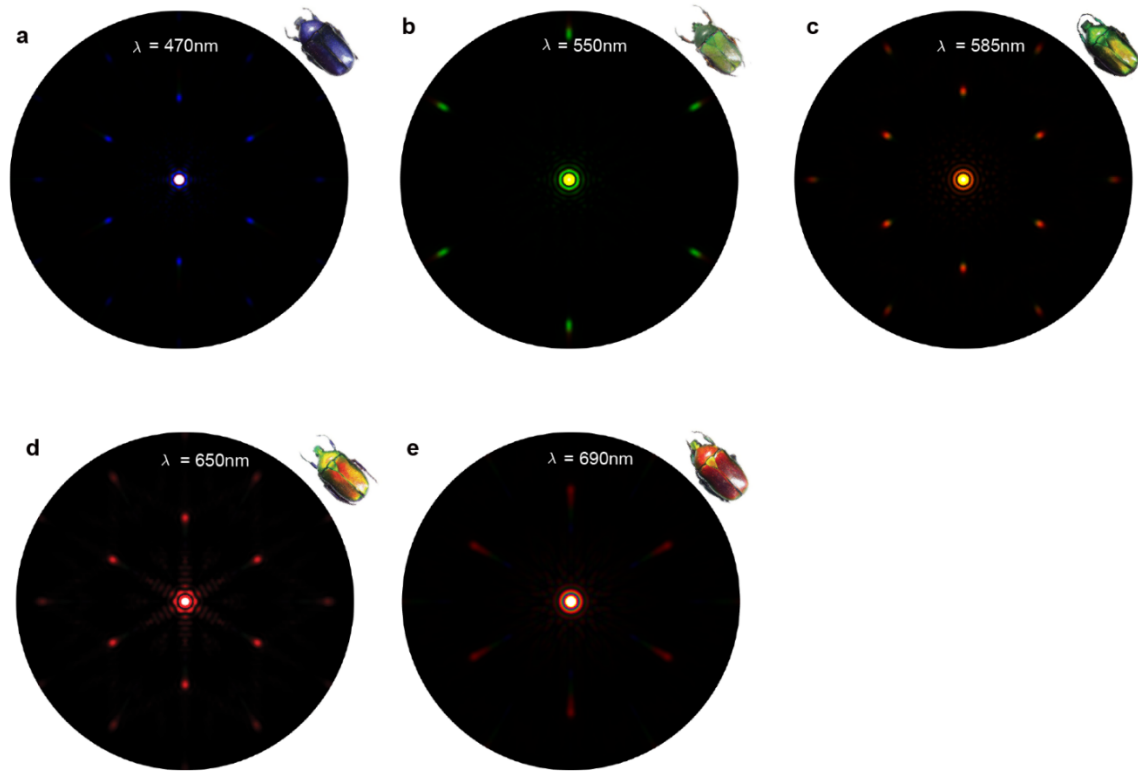 a
λ = 470nm
b
λ = 550nm
c
λ = 585nm
d
λ = 650nm
e
λ = 690nm